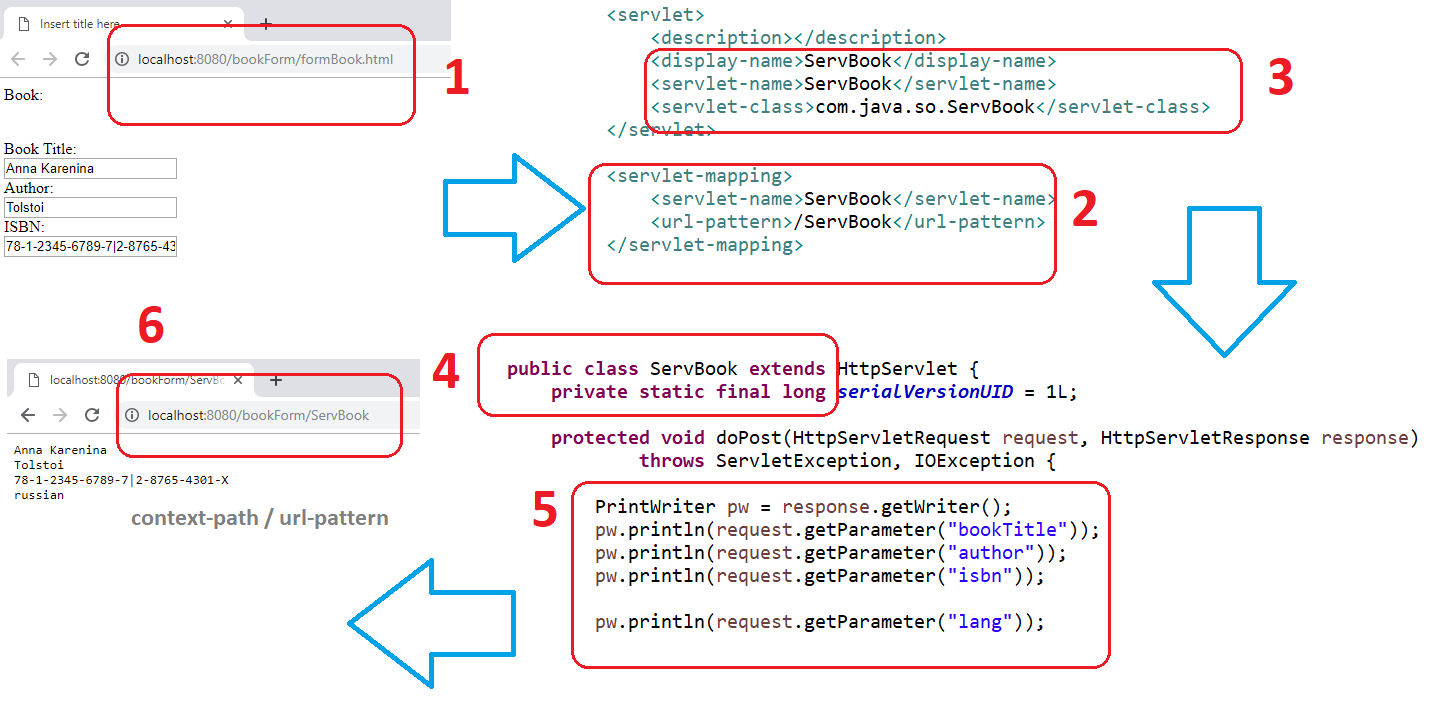 Insert title here
localhost:8080/bookForm/formBook.html
1
Book:
Book Title:
Anna Karenina
Author:
Tolstoi
ISBN:
78-1-2345-6789-7|2-8765-43
<servlet>
<description></description>
<display-name>ServBook</display-name>
<servlet-name>ServBook</servlet-name>
<servlet-class>com.java.so.ServBook</servlet-class>
</servlet>
3
<servlet-mapping>
<servlet-name>ServBook</servlet-name>
<url-pattern>/ServBook</url-pattern>
</servlet-mapping>
2
4
public class ServBook extends HttpServlet {
private static final long serialVersionUID = 1L;
protected void doPost(HttpServletRequest request, HttpServletResponse response)
throws ServletException, IOException {
5
PrintWriter pw = response.getWriter();
pw.println(request.getParameter("bookTitle"));
pw.println(request.getParameter("author"));
pw.println(request.getParameter("isbn"));
pw.println(request.getParameter("lang"));
6
localhost:8080/bookForm/ServBo
localhost:8080/bookForm/ServBook
Anna Karenina
Tolstoi
78-1-2345-6789-7|2-8765-4301-X
russian
context-path / url-pattern